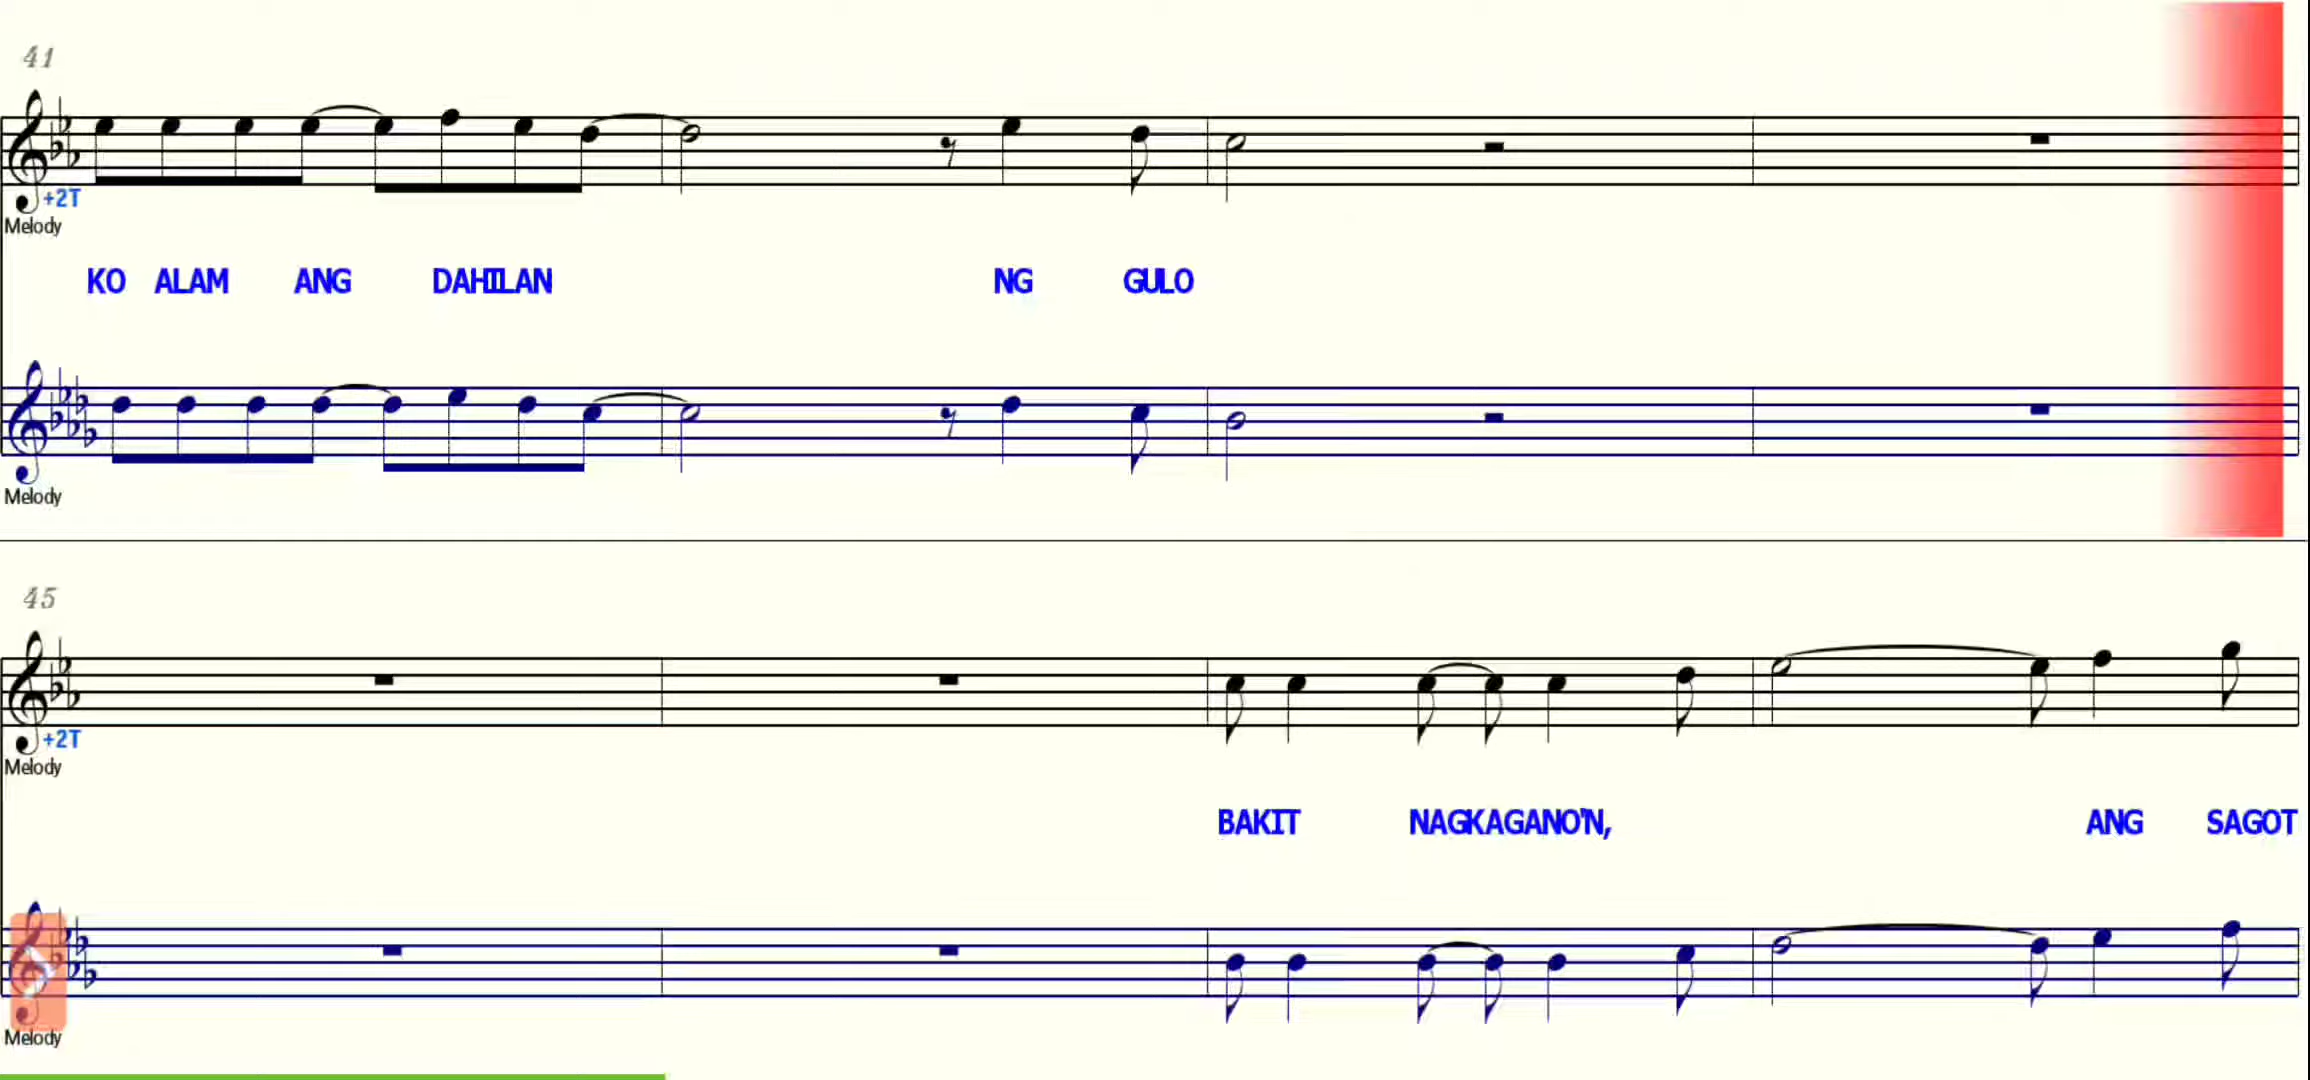 41
+2T
Melody
KO ALAM ANG DAHILAN NG GULO
Melody
45
+2T
Melody
BAKIT NAGKAGANO'N, ANG SAGOT
Melody